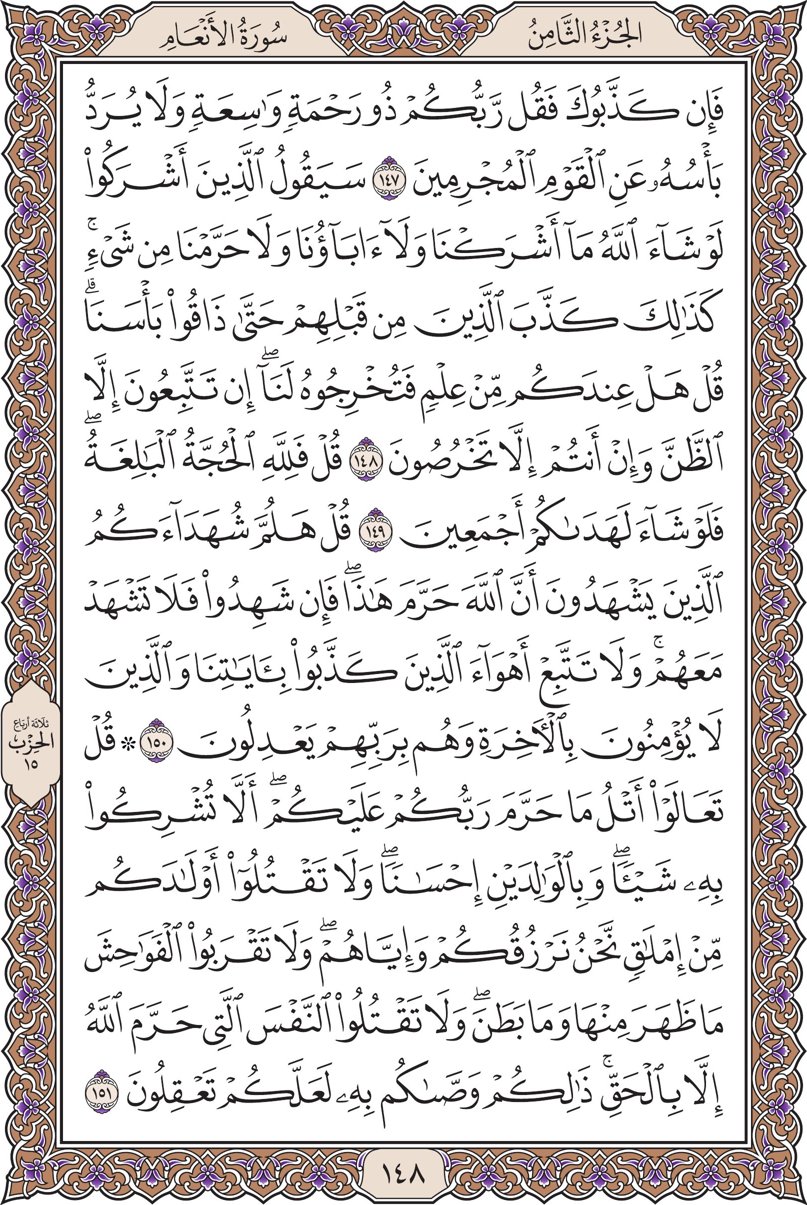 الجُزْءُ الثَّامِنُ
سُورَةُ الأَنْعَامِ
فَإِن كَذَّبُوكَ فَقُل رَّبُّكُمْ ذُو رَحْمَةٍ وَٰسِعَةٍ وَلَا يُرَدُّ
بَأْسُهُۥ عَنِ ٱلْقَوْمِ ٱلْمُجْرِمِينَ ١٤٧ سَيَقُولُ ٱلَّذِينَ أَشْرَكُوا۟
لَوْ شَآءَ ٱللَّهُ مَآ أَشْرَكْنَا وَلَآ ءَابَآؤُنَا وَلَا حَرَّمْنَا مِن شَىْءٍۚ
كَذَٰلِكَ كَذَّبَ ٱلَّذِينَ مِن قَبْلِهِمْ حَتَّىٰ ذَاقُوا۟ بَأْسَنَاۗ
قُلْ هَلْ عِندَكُم مِّنْ عِلْمٍ فَتُخْرِجُوهُ لَنَآۖ إِن تَتَّبِعُونَ إِلَّا
ٱلظَّنَّ وَإِنْ أَنتُمْ إِلَّا تَخْرُصُونَ ١٤٨ قُلْ فَلِلَّهِ ٱلْحُجَّةُ ٱلْبَٰلِغَةُۖ
فَلَوْ شَآءَ لَهَدَىٰكُمْ أَجْمَعِينَ ١٤٩ قُلْ هَلُمَّ شُهَدَآءَكُمُ
ٱلَّذِينَ يَشْهَدُونَ أَنَّ ٱللَّهَ حَرَّمَ هَٰذَاۖ فَإِن شَهِدُوا۟ فَلَا تَشْهَدْ
مَعَهُمْۚ وَلَا تَتَّبِعْ أَهْوَآءَ ٱلَّذِينَ كَذَّبُوا۟ بِـَٔايَٰتِنَا وَٱلَّذِينَ
لَا يُؤْمِنُونَ بِٱلْـَٔاخِرَةِ وَهُم بِرَبِّهِمْ يَعْدِلُونَ ١٥٠ ۞ قُلْ
تَعَالَوْا۟ أَتْلُ مَا حَرَّمَ رَبُّكُمْ عَلَيْكُمْۖ أَلَّا تُشْرِكُوا۟
بِهِۦ شَيْـًٔاۖ وَبِٱلْوَٰلِدَيْنِ إِحْسَٰنًاۖ وَلَا تَقْتُلُوٓا۟ أَوْلَٰدَكُم
مِّنْ إِمْلَٰقٍۖ نَّحْنُ نَرْزُقُكُمْ وَإِيَّاهُمْۖ وَلَا تَقْرَبُوا۟ ٱلْفَوَٰحِشَ
مَا ظَهَرَ مِنْهَا وَمَا بَطَنَۖ وَلَا تَقْتُلُوا۟ ٱلنَّفْسَ ٱلَّتِى حَرَّمَ ٱللَّهُ
إِلَّا بِٱلْحَقِّۚ ذَٰلِكُمْ وَصَّىٰكُم بِهِۦ لَعَلَّكُمْ تَعْقِلُونَ ١٥١
ثلاثة أرباع
الحِزْب
١٥
١٤٨